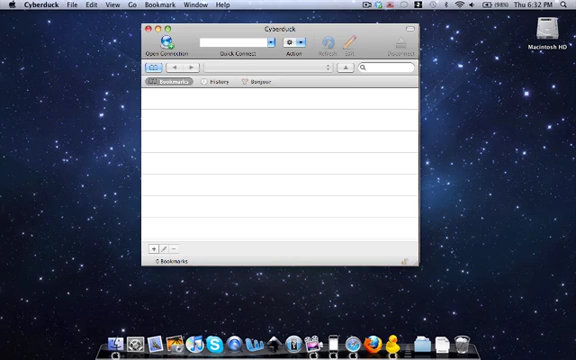 Cyberduck File Edit View Go Bookmark Window Help
(98%) Thu 6:32 PM
Cyberduck
Open Connection Quick Connect Action Refresh Edit Disconnect
Bookmarks History Bonjour
0 Bookmarks
Macintosh HD